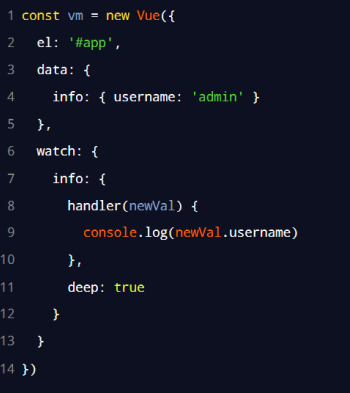 1 const vm = new Vue({
2   el: '#app',
3   data: {
4     info: { username: 'admin' }
5   },
6   watch: {
7     info: {
8       handler(newVal) {
9         console.log(newVal.username)
10       },
11       deep: true
12     }
13   }
14 })